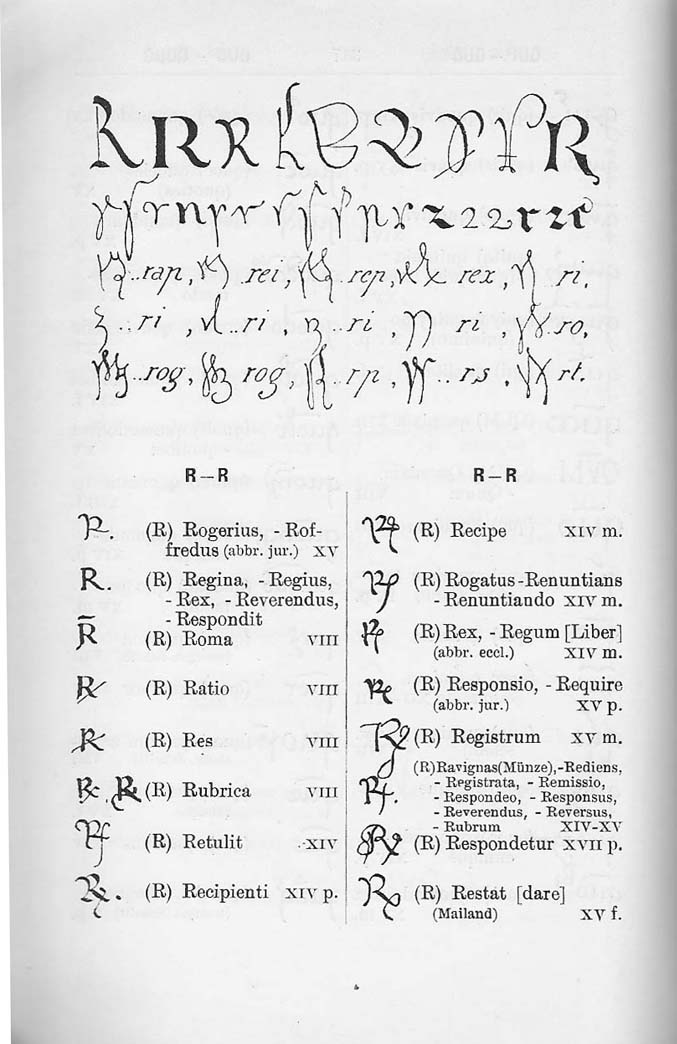 ..rap, rei, rep, rex, ri.
..ri, ..ri, ..ri, ri ro,
..rog, rog, ..rp, ..rs, rt.
R–R
(R) Rogerius, - Rof-
fredus (abbr. jur.) XV
(R) Regina, - Regius,
- Rex, - Reverendus,
- Respondit
(R) Roma VIII
(R) Ratio VIII
(R) Res VIII
(R) Rubrica VIII
(R) Retulit XIV
(R) Recipienti XIV p.
R–R
(R) Recipe XIV m.
(R) Rogatus - Renuntians
- Renuntiando XIV m.
(R) Rex, - Regum [Liber]
(abbr. eccl.) XIV m.
(R) Responsio, - Require
(abbr. jur.) XV p.
(R) Registrum XV m.
(R) Ravignas (Münze), - Rediens,
- Registrata, - Remissio,
- Respondeo, - Responsus,
- Reverendus, - Reversus,
- Rubrum XIV-XV
(R) Respondetur XVII p.
(R) Restat [dare]
(Mailand) XV f.